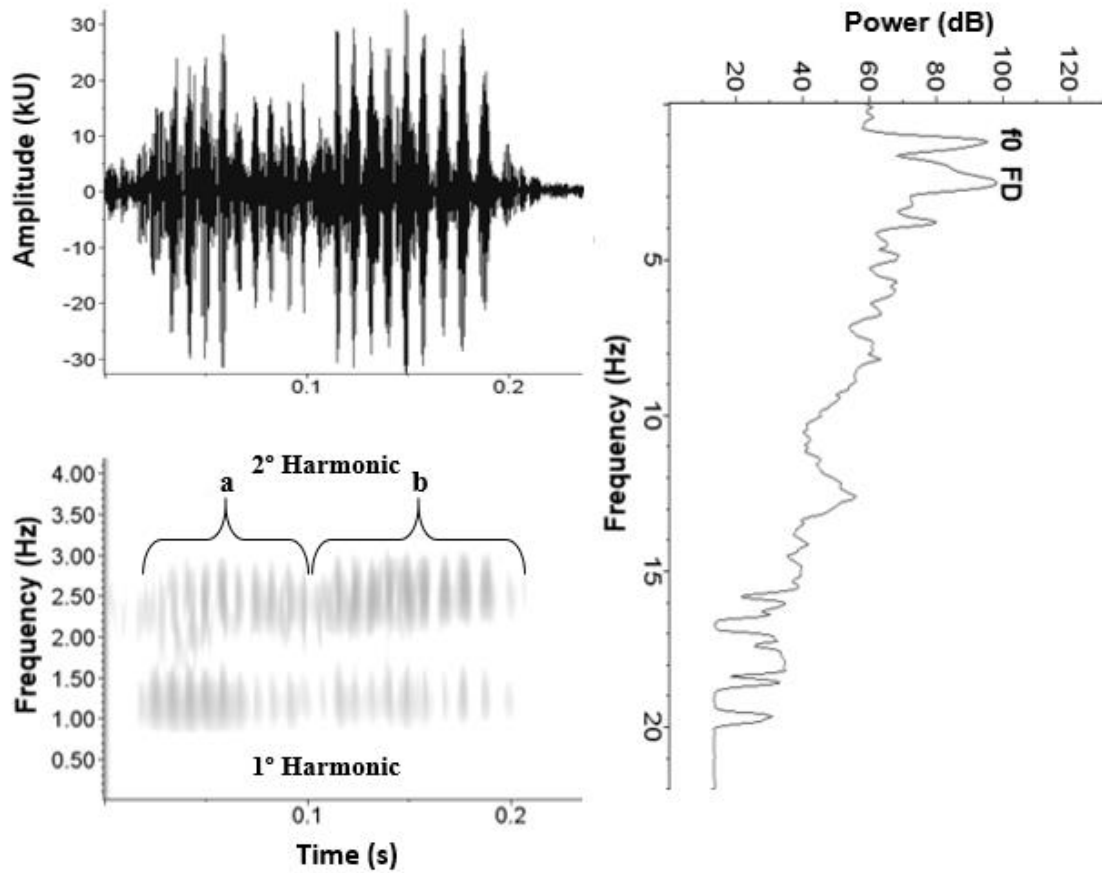 Amplitude (kU)
30
20
10
0
-10
-20
-30
0.1
0.2
Power (dB)
20
40
60
80
100
120
f0 FD
Frequency (Hz)
5
10
15
20
2° Harmonic
a
b
Frequency (Hz)
4.00
3.50
3.00
2.50
2.00
1.50
1.00
0.50
1° Harmonic
0.1
0.2
Time (s)